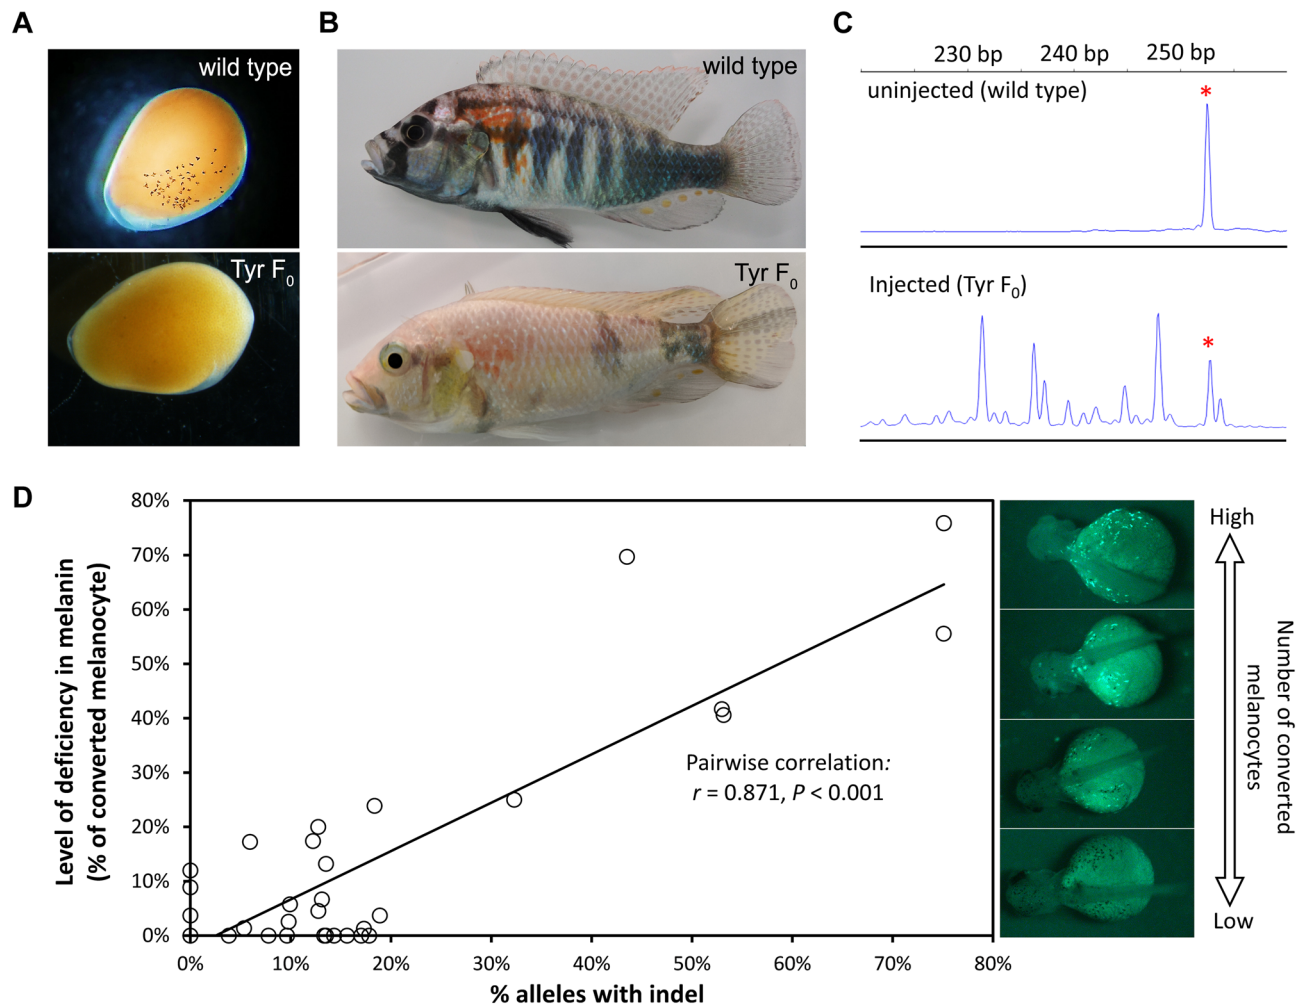 A
wild type
Tyr F0
B
wild type
Tyr F0
C
230 bp 240 bp 250 bp
uninjected (wild type)
*
Injected (Tyr F0)
*
D
Level of deficiency in melanin
(% of converted melanocyte)
80%
70%
60%
50%
40%
30%
20%
10%
0%
0% 10% 20% 30% 40% 50% 60% 70% 80%
% alleles with indel
Pairwise correlation:
r = 0.871, P < 0.001
High
Number of converted
melanocytes
Low